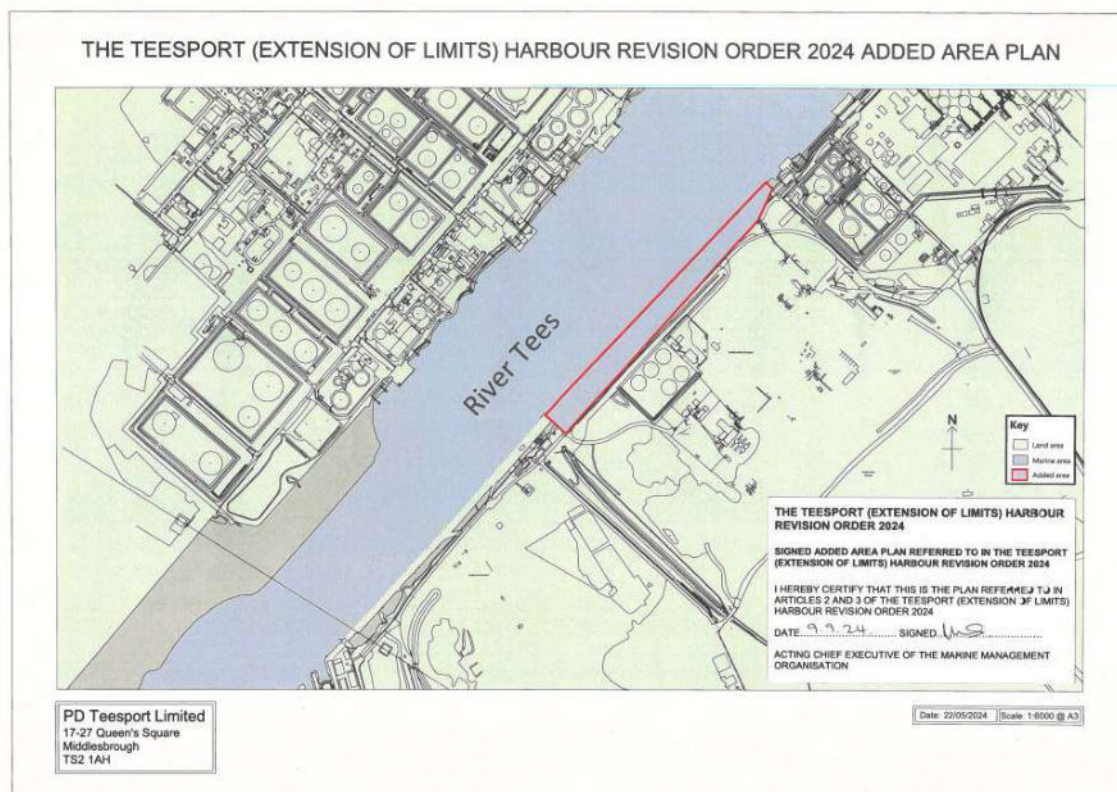 THE TEESPORT (EXTENSION OF LIMITS) HARBOUR REVISION ORDER 2024 ADDED AREA PLAN
River Tees
N
Key
Land area
Marine area
Added area
THE TEESPORT (EXTENSION OF LIMITS) HARBOUR
REVISION ORDER 2024
SIGNED ADDED AREA PLAN REFERRED TO IN THE TEESPORT
(EXTENSION OF LIMITS) HARBOUR REVISION ORDER 2024
I HEREBY CERTIFY THAT THIS IS THE PLAN REFERRED TO IN
ARTICLES 2 AND 3 OF THE TEESPORT (EXTENSION OF LIMITS)
HARBOUR REVISION ORDER 2024
DATE 9.9.24. SIGNED
ACTING CHIEF EXECUTIVE OF THE MARINE MANAGEMENT
ORGANISATION
PD Teesport Limited
17-27 Queen's Square
Middlesbrough
TS2 1AH
Date: 22/05/2024 Scale: 1:6000 @ A3